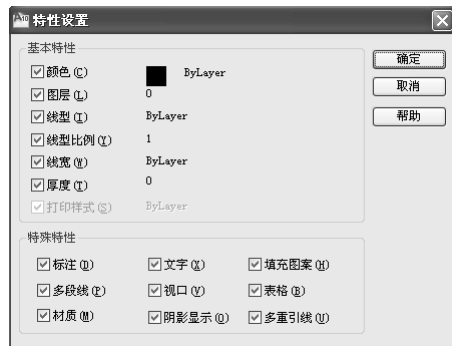 特性设置
基本特性
确定
颜色(C) ByLayer
取消
图层(L) 0
线型(I) ByLayer
帮助
线型比例(Y) 1
线宽(W) ByLayer
厚度(T) 0
打印样式(S) ByLayer
特殊特性
标注(D) 文字(X) 填充图案(H)
多段线(P) 视口(V) 表格(B)
材质(M) 阴影显示(O) 多重引线(U)